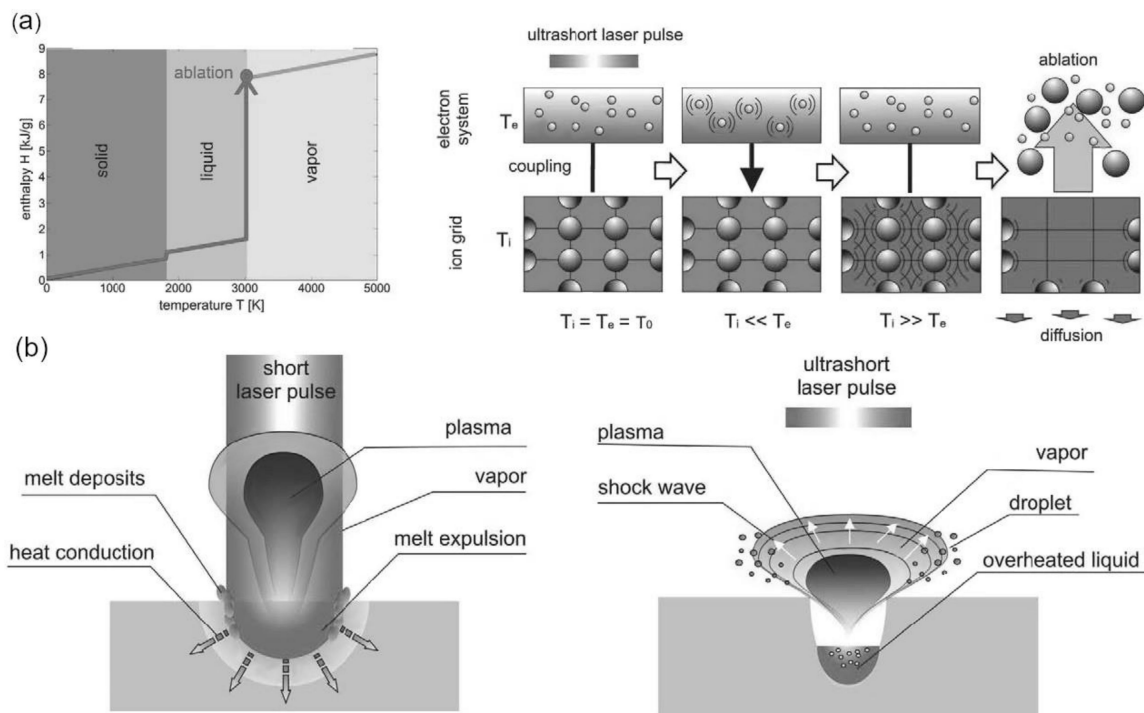 (a)
enthalpy H [kJ/g]
9
8
7
6
5
4
3
2
1
0
solid
liquid
vapor
ablation
0
1000
2000
3000
4000
5000
temperature T [K]
ultrashort laser pulse
electron
system
Te
coupling
ion grid
Ti
Ti = Te = T0
Ti << Te
Ti >> Te
ablation
diffusion
(b)
short
laser pulse
plasma
melt deposits
vapor
heat conduction
melt expulsion
ultrashort
laser pulse
plasma
vapor
shock wave
droplet
overheated liquid